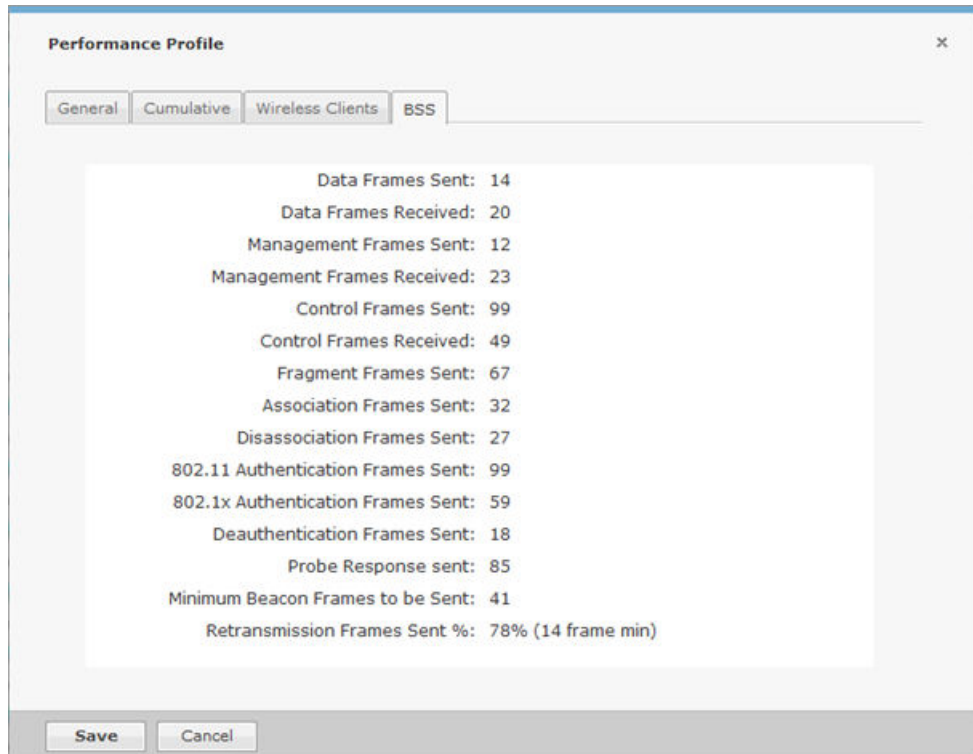 Performance Profile ×
General Cumulative Wireless Clients BSS
Data Frames Sent: 14
Data Frames Received: 20
Management Frames Sent: 12
Management Frames Received: 23
Control Frames Sent: 99
Control Frames Received: 49
Fragment Frames Sent: 67
Association Frames Sent: 32
Disassociation Frames Sent: 27
802.11 Authentication Frames Sent: 99
802.1x Authentication Frames Sent: 59
Deauthentication Frames Sent: 18
Probe Response sent: 85
Minimum Beacon Frames to be Sent: 41
Retransmission Frames Sent %: 78% (14 frame min)
Save Cancel